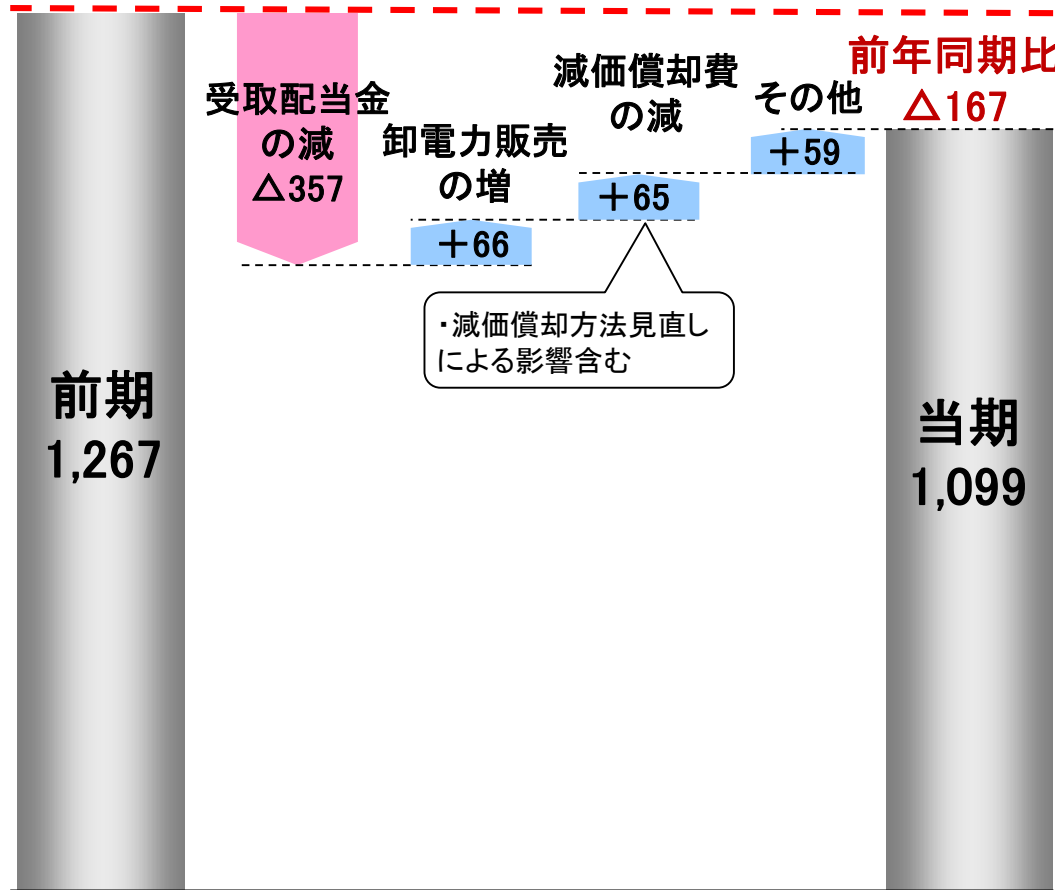 前期
1,267
受取配当金
の減
△357
卸電力販売
の増
＋66
減価償却費
の減
＋65
・減価償却方法見直し
による影響含む
その他
＋59
前年同期比
△167
当期
1,099